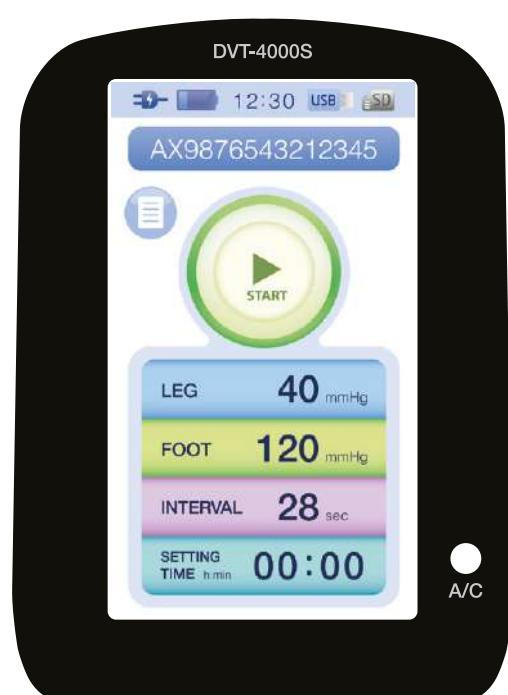 DVT-4000S
12:30 USB SD
AX9876543212345
START
LEG 40 mmHg
FOOT 120 mmHg
INTERVAL 28 sec
SETTING
TIME h:min 00:00
A/C